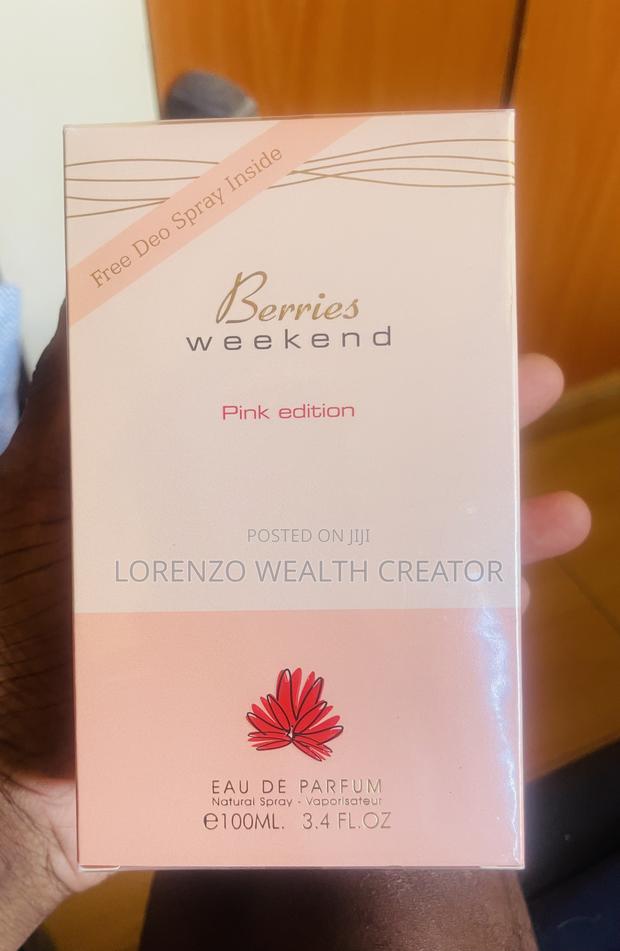 Free Deo Spray Inside
Berries
weekend
Pink edition
POSTED ON JIJI
LORENZO WEALTH CREATOR
EAU DE PARFUM
Natural Spray - Vaporisateur
e100ML. 3.4 FL.OZ